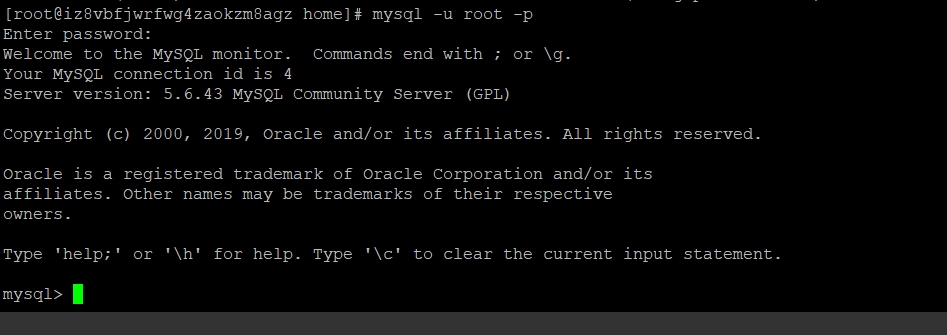 [root@iz8vbfjwrfwg4zaokzm8agz home]# mysql -u root -p
Enter password:
Welcome to the MySQL monitor.  Commands end with ; or \g.
Your MySQL connection id is 4
Server version: 5.6.43 MySQL Community Server (GPL)
Copyright (c) 2000, 2019, Oracle and/or its affiliates. All rights reserved.
Oracle is a registered trademark of Oracle Corporation and/or its
affiliates. Other names may be trademarks of their respective
owners.
Type 'help;' or '\h' for help. Type '\c' to clear the current input statement.
mysql>